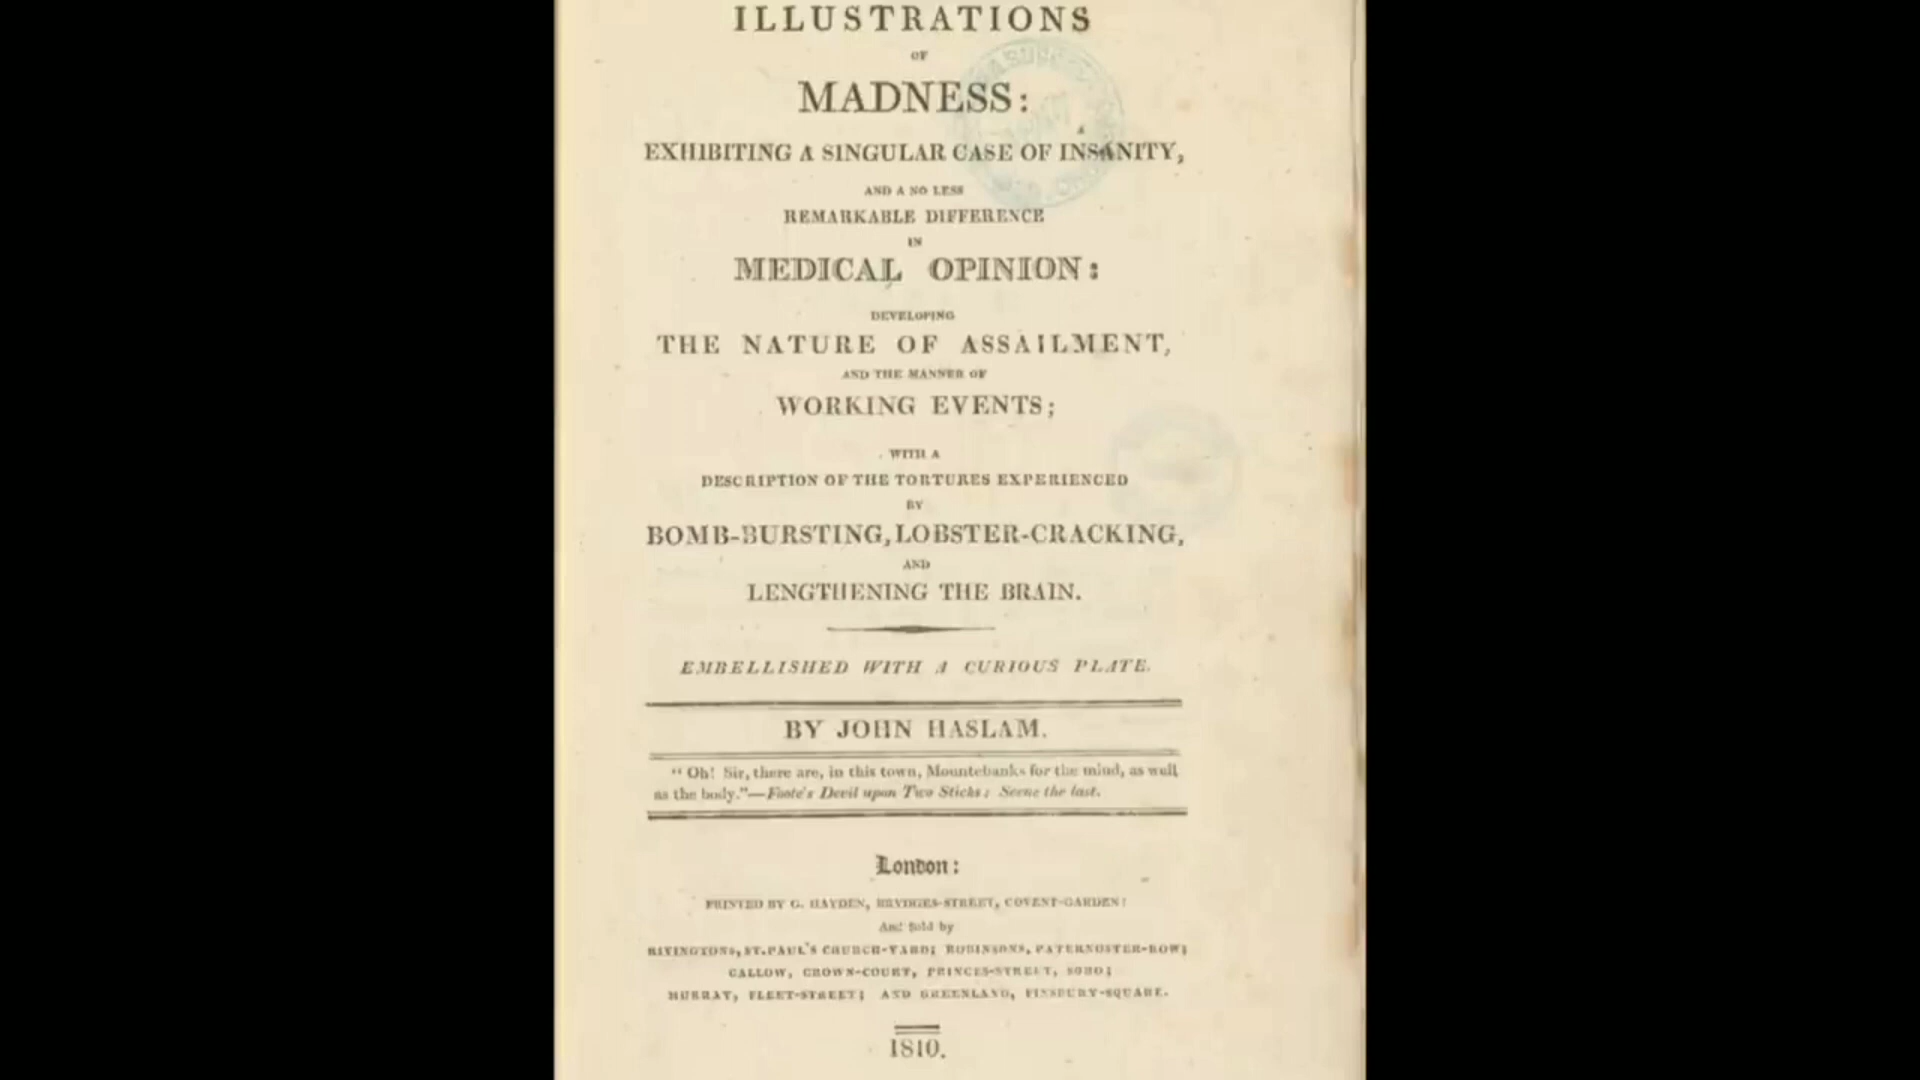 ILLUSTRATIONS
OF
MADNESS:
EXHIBITING A SINGULAR CASE OF INSANITY,
AND A NO LESS
REMARKABLE DIFFERENCE
IN
MEDICAL OPINION:
DEVELOPING
THE NATURE OF ASSAILMENT,
AND THE MANNER OF
WORKING EVENTS;
WITH A
DESCRIPTION OF THE TORTURES EXPERIENCED
BY
BOMB-BURSTING, LOBSTER-CRACKING,
AND
LENGTHENING THE BRAIN.
EMBELLISHED WITH A CURIOUS PLATE.
BY JOHN HASLAM.
"Oh! Sir, there are, in this town, Mountebanks for the mind, as well
as the body."—Foote's Devil upon Two Sticks; Scene the last.
London:
PRINTED BY G. HAYDEN, BRYDGES-STREET, COVENT-GARDEN:
And Sold by
RIVINGTONS, ST. PAUL'S CHURCH-YARD; ROBINSONS, PATERNOSTER-ROW;
CALLOW, CROWN-COURT, PRINCES-STREET, SOHO;
MURRAY, FLEET-STREET; AND GREENLAND, FINSBURY-SQUARE.
1810.